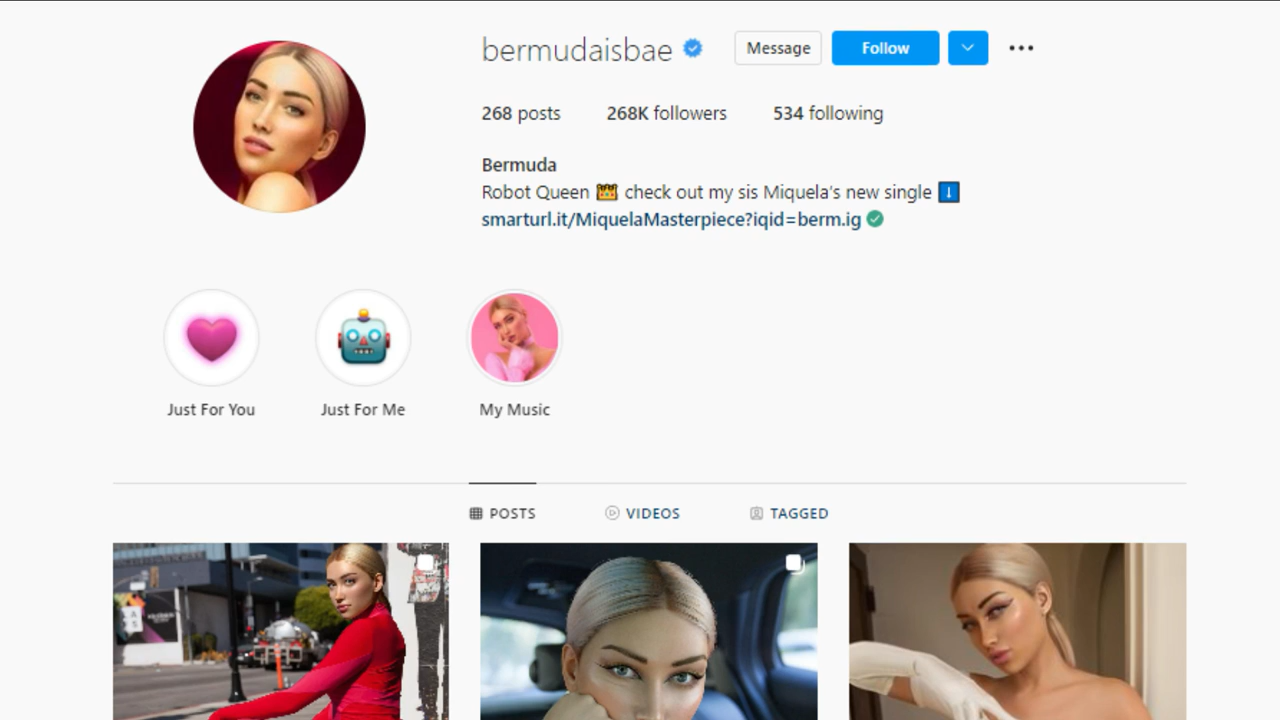 bermudaisbae
Message
Follow
268 posts
268K followers
534 following
Bermuda
Robot Queen 👑 check out my sis Miquela's new single ⬇️
smarturl.it/MiquelaMasterpiece?iqid=berm.ig
Just For You
Just For Me
My Music
POSTS
VIDEOS
TAGGED